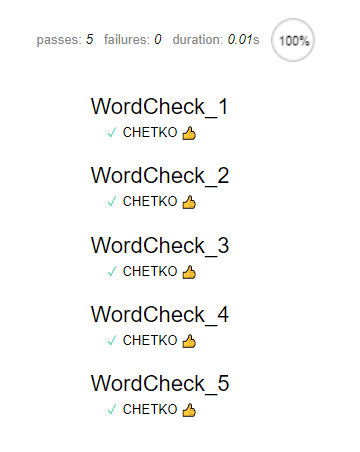 passes: 5 failures: 0 duration: 0.01s 100%
WordCheck_1
✓ CHETKO 👍
WordCheck_2
✓ CHETKO 👍
WordCheck_3
✓ CHETKO 👍
WordCheck_4
✓ CHETKO 👍
WordCheck_5
✓ CHETKO 👍